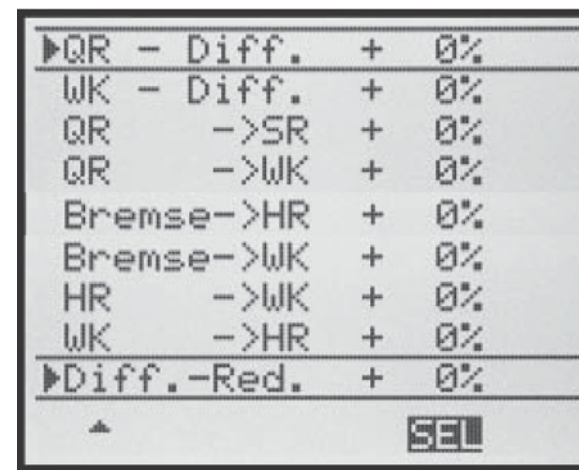 QR - Diff. + 0%
WK - Diff. + 0%
QR ->SR + 0%
QR ->WK + 0%
Bremse->HR + 0%
Bremse->WK + 0%
HR ->WK + 0%
WK ->HR + 0%
Diff.-Red. + 0%
SEL